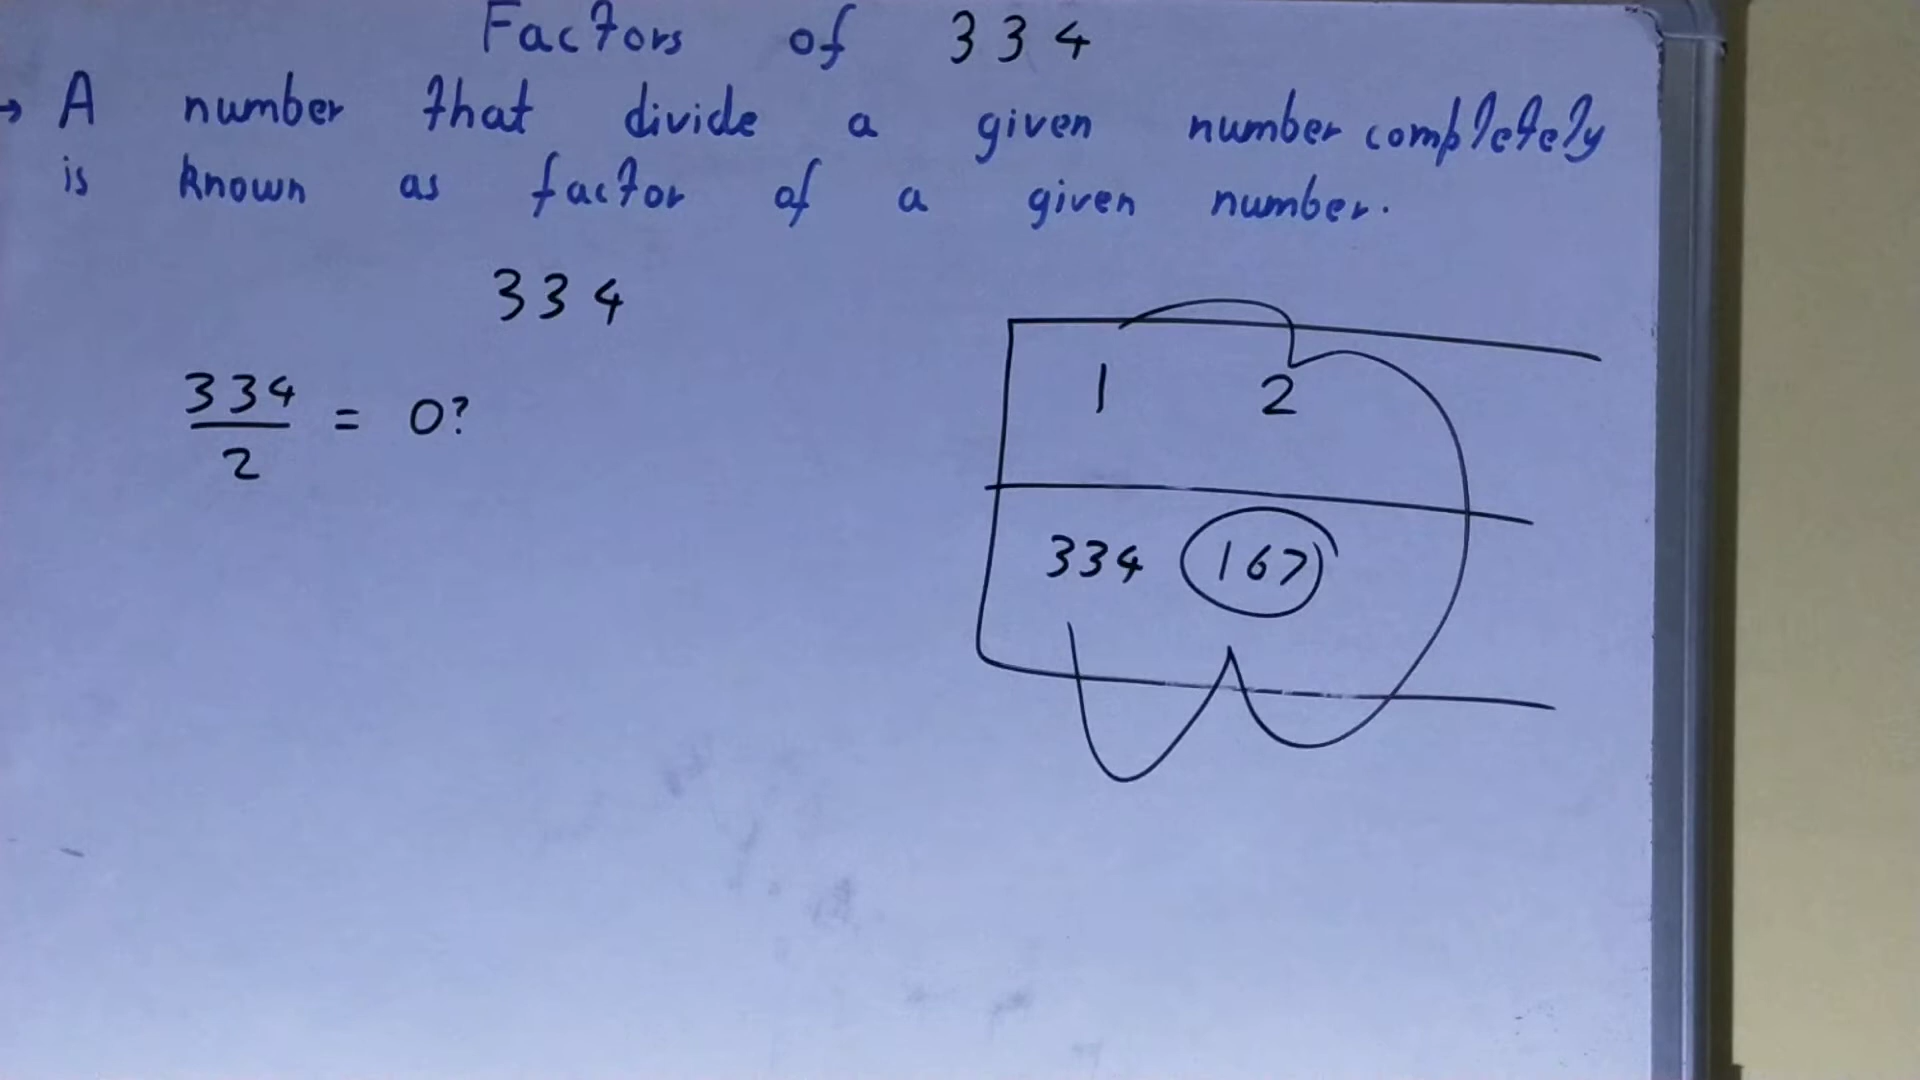 Factors of 334
→ A number that divide a given number completely
is known as factor of a given number.
334
334/2 = 0?
1 2
334 167